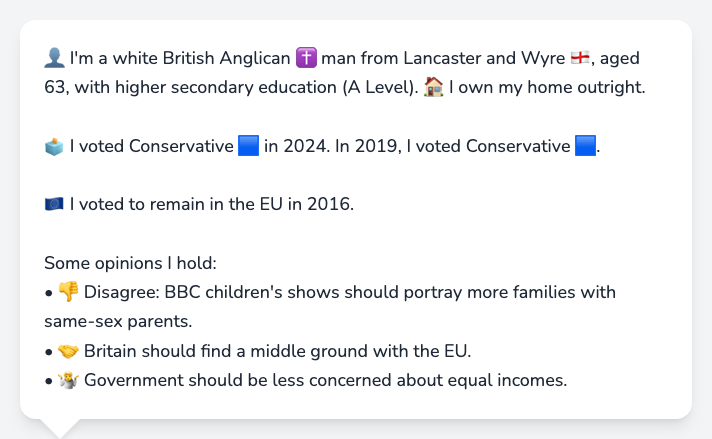 👤 I'm a white British Anglican ✝️ man from Lancaster and Wyre 🏴󠁧󠁢󠁥󠁮󠁧󠁿, aged
63, with higher secondary education (A Level). 🏠 I own my home outright.
🗳️ I voted Conservative 🟦 in 2024. In 2019, I voted Conservative 🟦.
🇪🇺 I voted to remain in the EU in 2016.
Some opinions I hold:
• 👎 Disagree: BBC children's shows should portray more families with
same-sex parents.
• 🤝 Britain should find a middle ground with the EU.
• 🤷 Government should be less concerned about equal incomes.